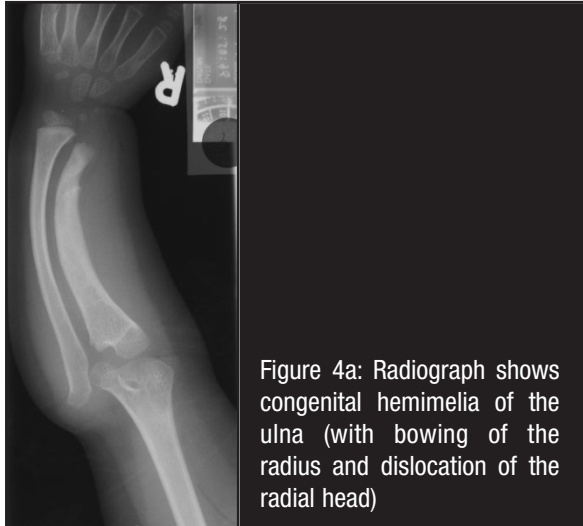 R
Figure 4a: Radiograph shows
congenital hemimelia of the
ulna (with bowing of the
radius and dislocation of the
radial head)